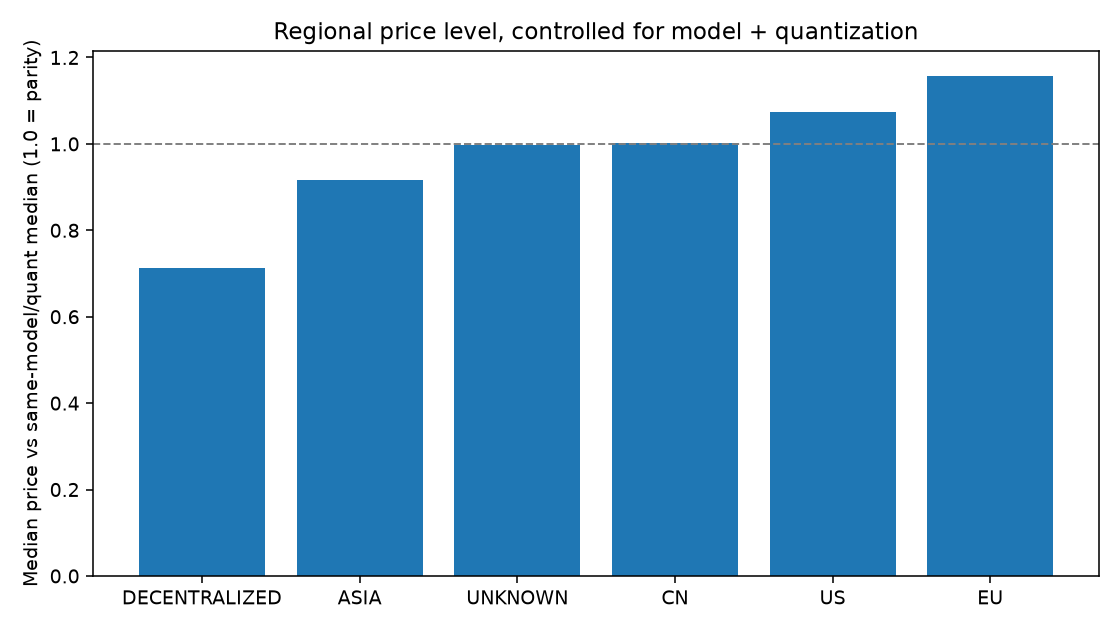 Regional price level, controlled for model + quantization
Median price vs same-model/quant median (1.0 = parity)
1.2
1.0
0.8
0.6
0.4
0.2
0.0
DECENTRALIZED ASIA UNKNOWN CN US EU